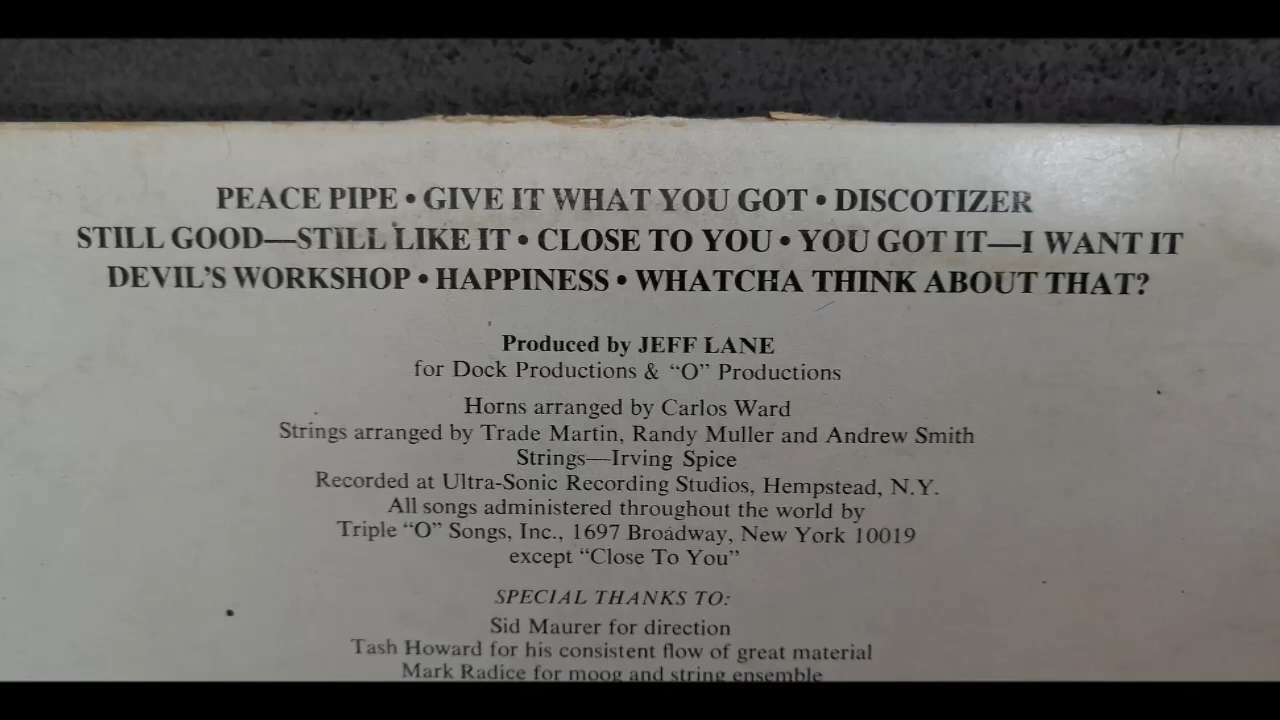 PEACE PIPE • GIVE IT WHAT YOU GOT • DISCOTIZER
STILL GOOD—STILL LIKE IT • CLOSE TO YOU • YOU GOT IT—I WANT IT
DEVIL'S WORKSHOP • HAPPINESS • WHATCHA THINK ABOUT THAT?
Produced by JEFF LANE
for Dock Productions & “O” Productions
Horns arranged by Carlos Ward
Strings arranged by Trade Martin, Randy Muller and Andrew Smith
Strings—Irving Spice
Recorded at Ultra-Sonic Recording Studios, Hempstead, N.Y.
All songs administered throughout the world by
Triple “O” Songs, Inc., 1697 Broadway, New York 10019
except “Close To You”
SPECIAL THANKS TO:
Sid Maurer for direction
Tash Howard for his consistent flow of great material
Mark Radice for moog and string ensemble